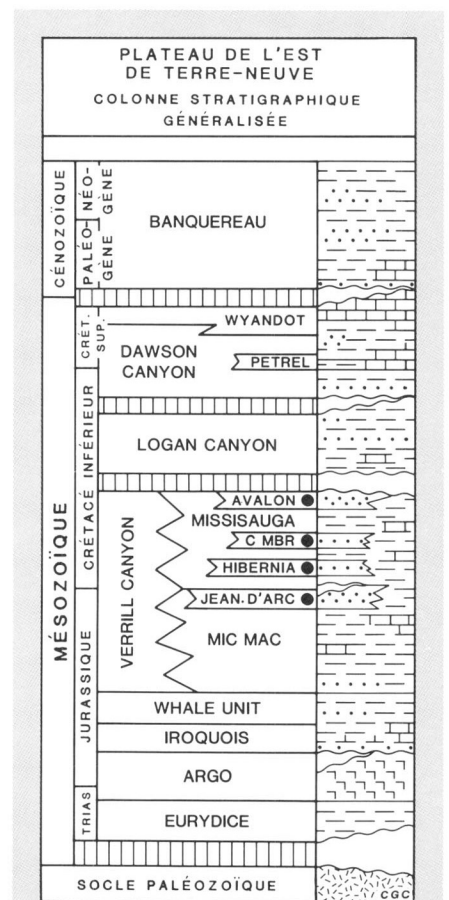 PLATEAU DE L'EST
DE TERRE-NEUVE
COLONNE STRATIGRAPHIQUE
GÉNÉRALISÉE
CÉNOZOÏQUE
NÉO-
GÈNE
PALÉO-
GÈNE
BANQUEREAU
MÉSOZOÏQUE
CRÉT.
SUP.
WYANDOT
DAWSON
CANYON
PETREL
CRÉTACÉ INFÉRIEUR
LOGAN CANYON
VERRILL CANYON
AVALON
MISSISAUGA
C MBR
HIBERNIA
JEAN. D'ARC
MIC MAC
JURASSIQUE
WHALE UNIT
IROQUOIS
ARGO
TRIAS
EURYDICE
SOCLE PALÉOZOÏQUE
CGC